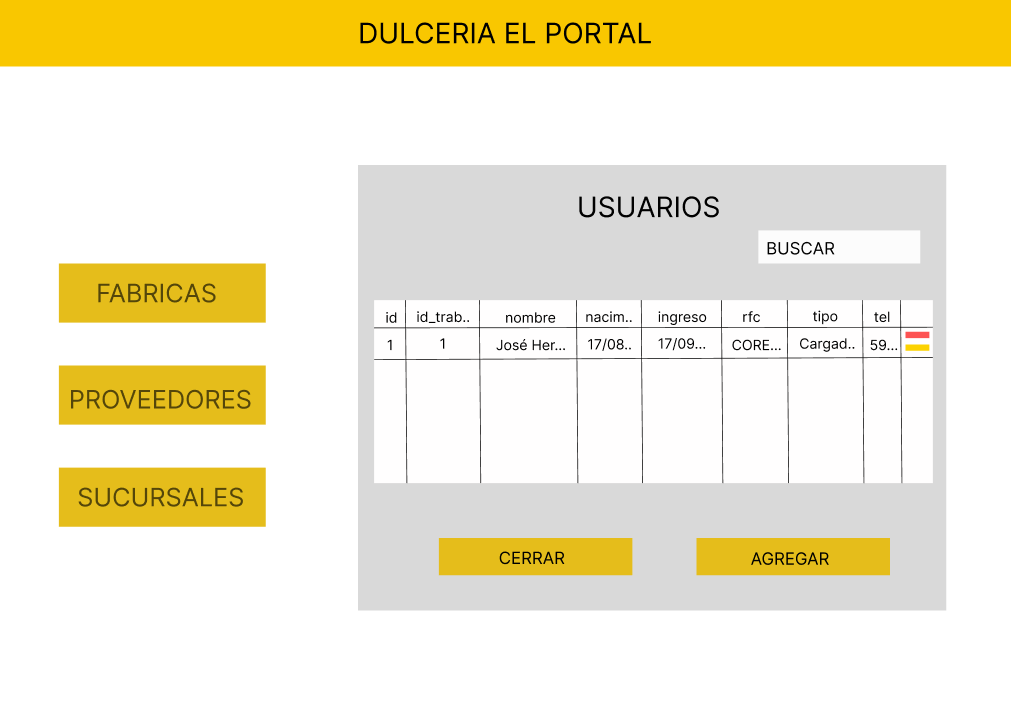 DULCERIA EL PORTAL
USUARIOS
BUSCAR
FABRICAS
PROVEEDORES
SUCURSALES
id id_trab.. nombre nacim.. ingreso rfc tipo tel
1 1 José Her... 17/08.. 17/09... CORE... Cargad.. 59...
CERRAR AGREGAR